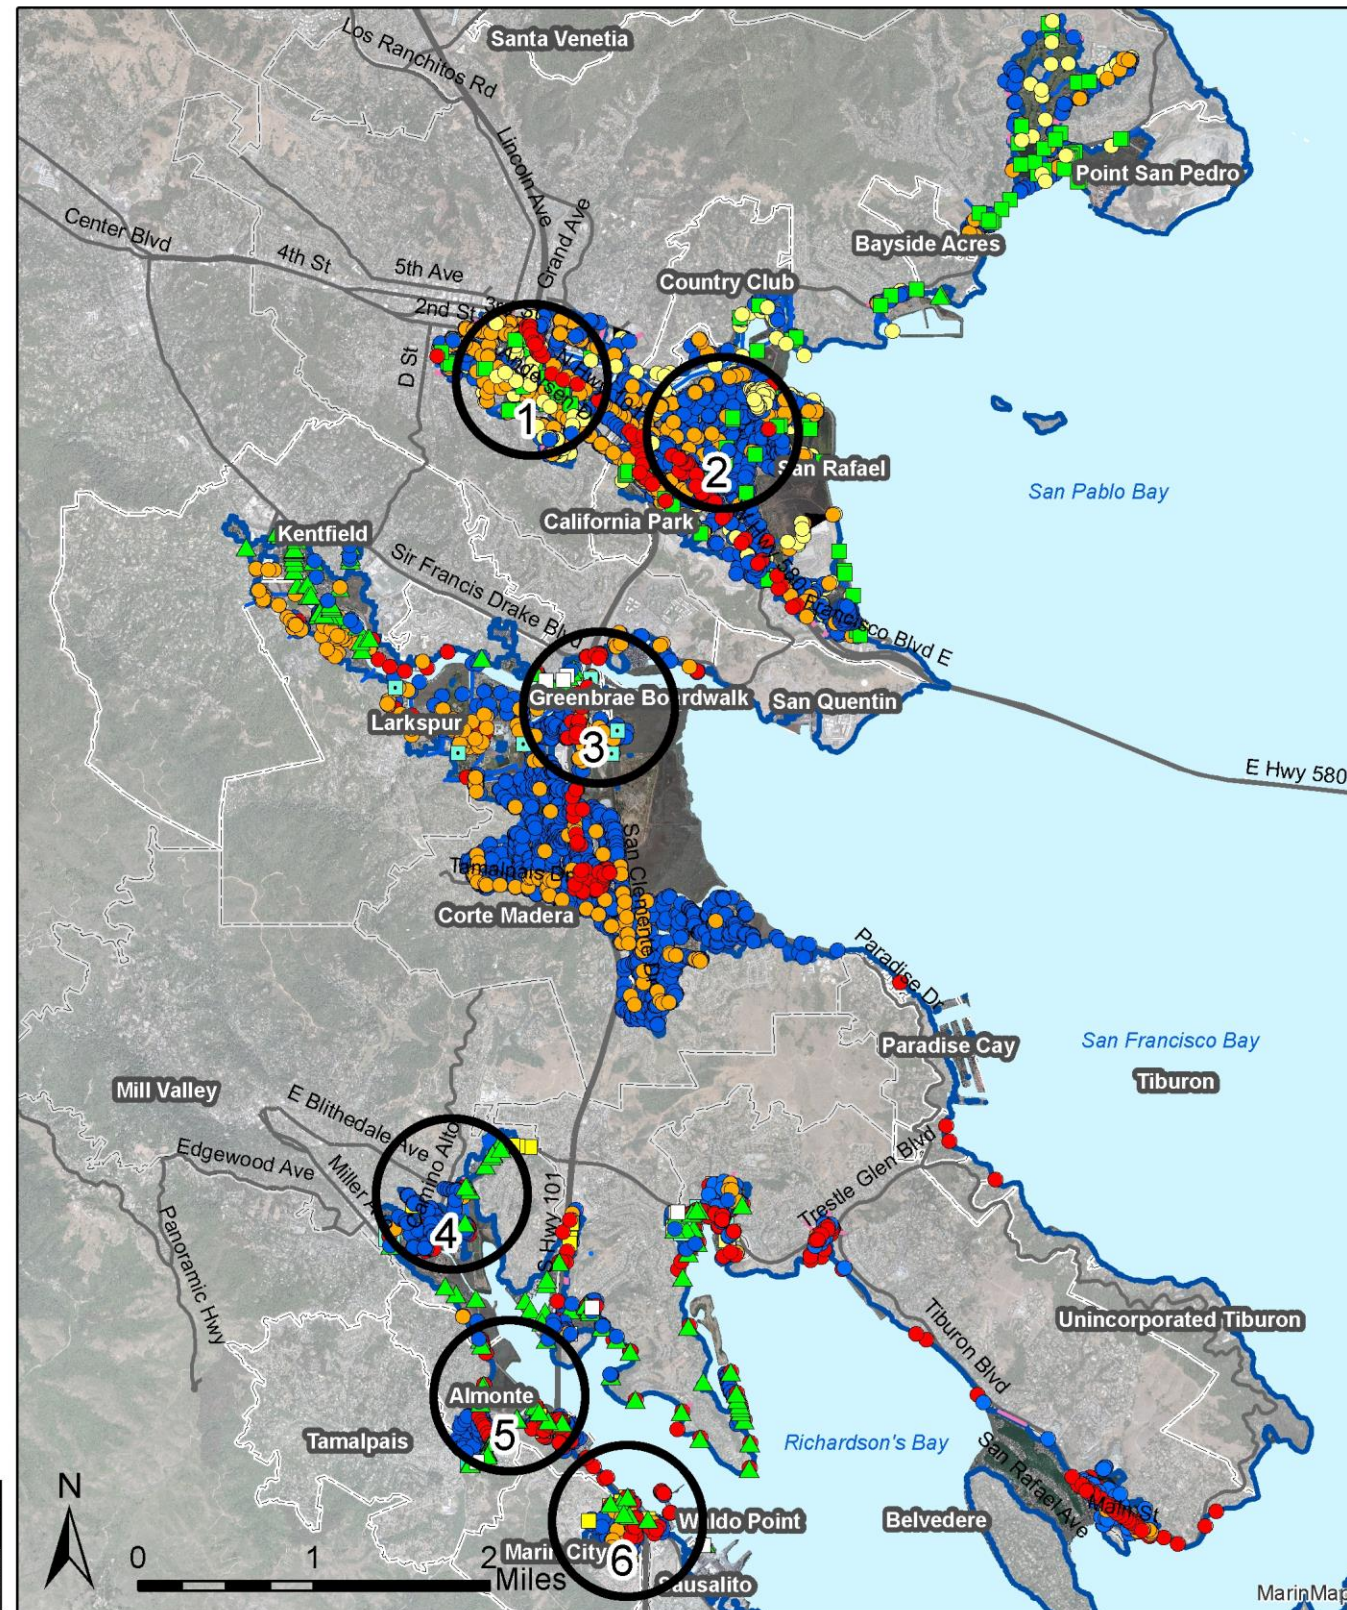 Santa Venetia
Los Ranchitos Rd
Lincoln Ave
Grand Ave
Point San Pedro
Center Blvd
4th St
5th Ave
Bayside Acres
Country Club
2nd St
D St
Andersen
1
2
San Rafael
San Pablo Bay
California Park
Kentfield
Sir Francis Drake Blvd
580
Francisco Blvd E
Greenbrae Boardwalk
San Quentin
Larkspur
3
E Hwy 580
San Clemente Dr
Tamalpais Dr
Corte Madera
Paradise Dr
Paradise Cay
San Francisco Bay
Tiburon
Mill Valley
E Blithedale Ave
Camino Alto
Edgewood Ave
Miller
Trestle Glen Blvd
S Hwy 101
4
Panoramic Hwy
Unincorporated Tiburon
Tiburon Blvd
Almonte
5
Tamalpais
Richardson's Bay
San Rafael Ave
Main St
N
Waldo Point
Belvedere
Marin City
6
0 1 2
Miles
Sausalito
MarinMap